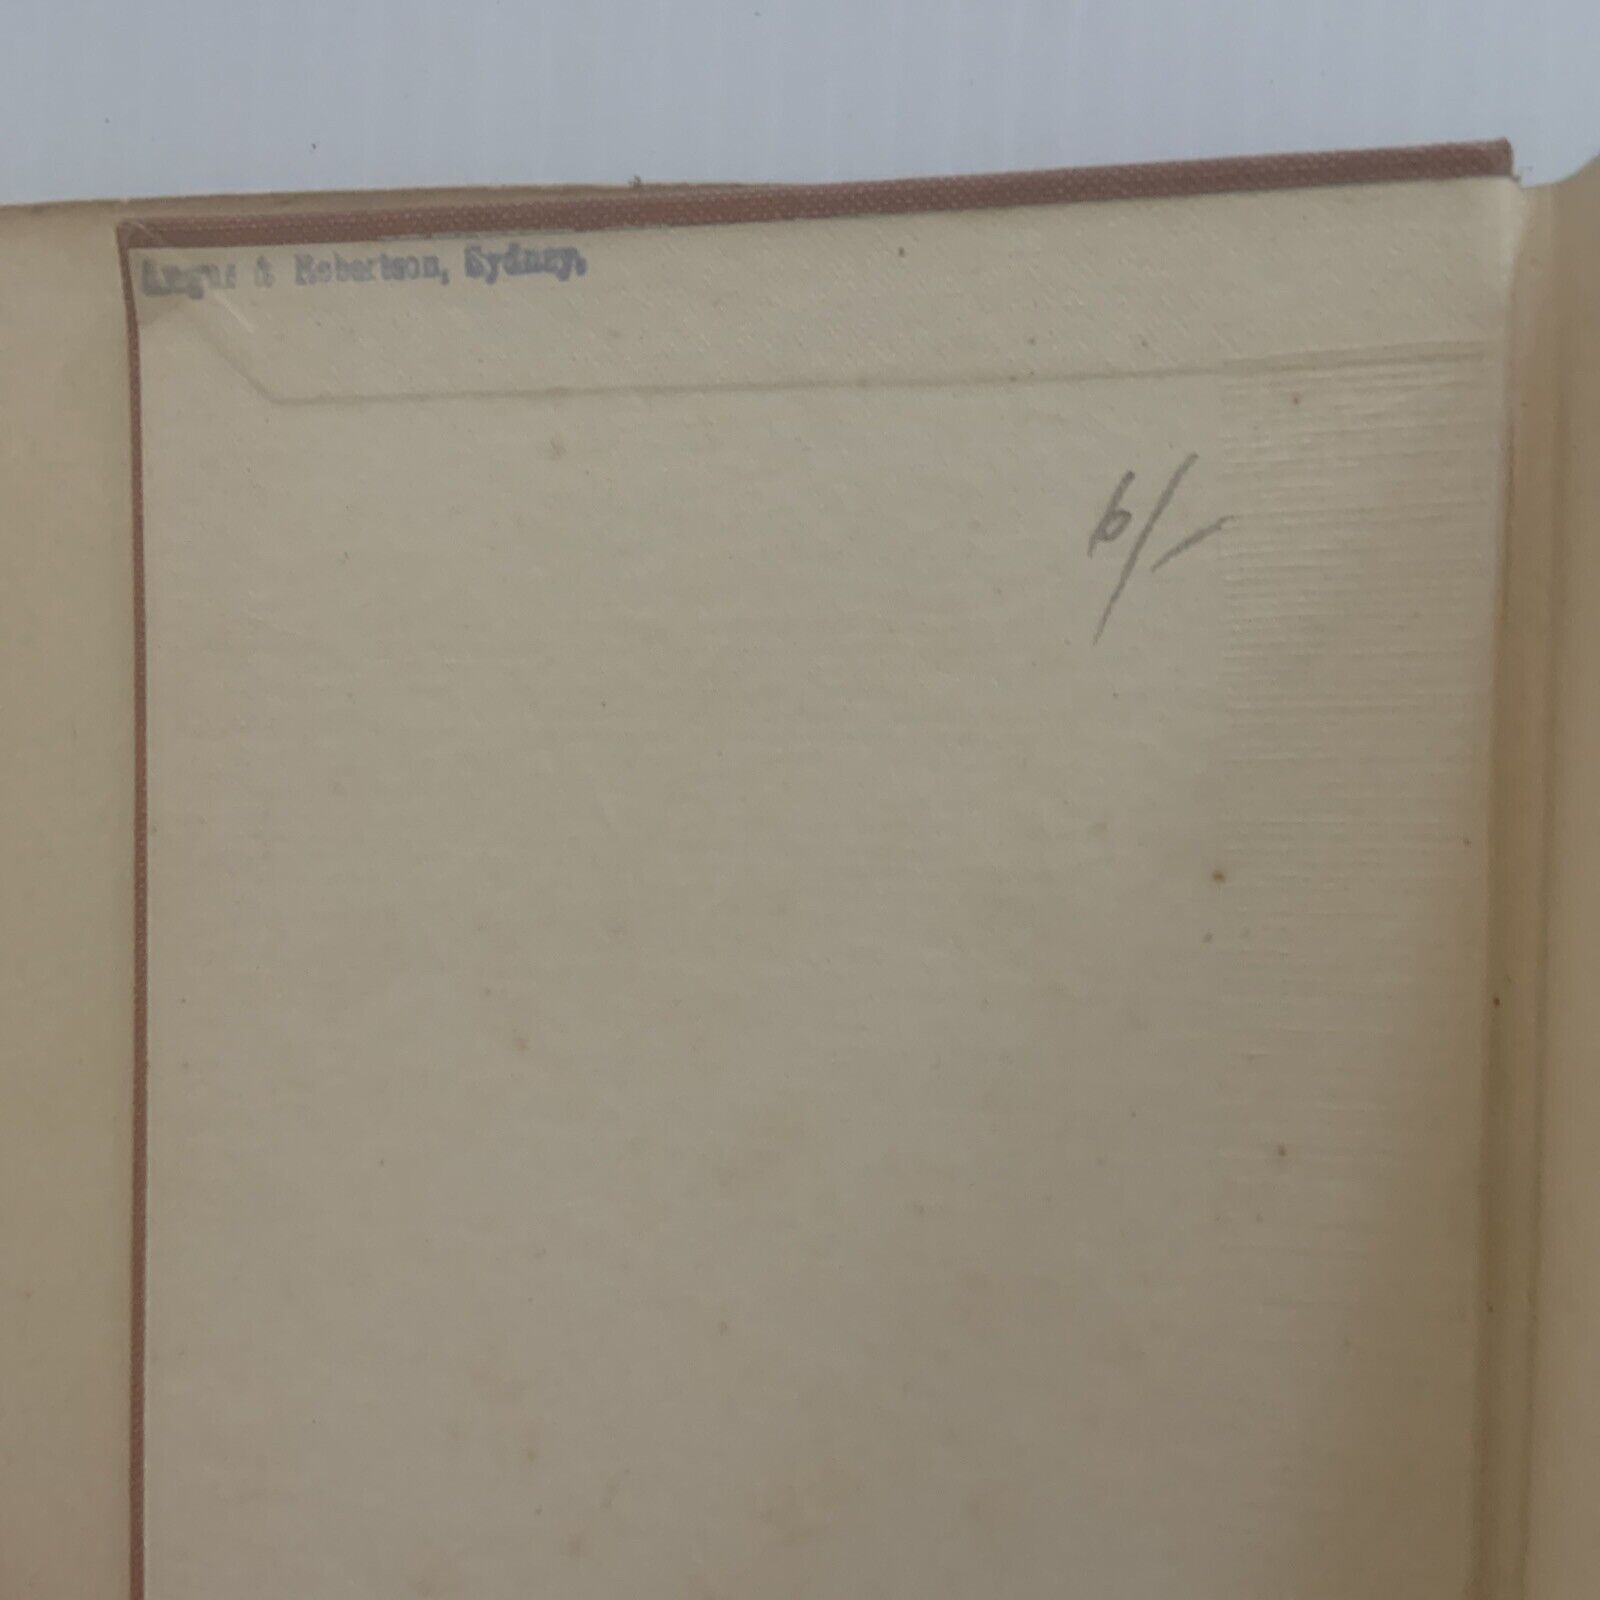 Angus & Robertson, Sydney.
6/-